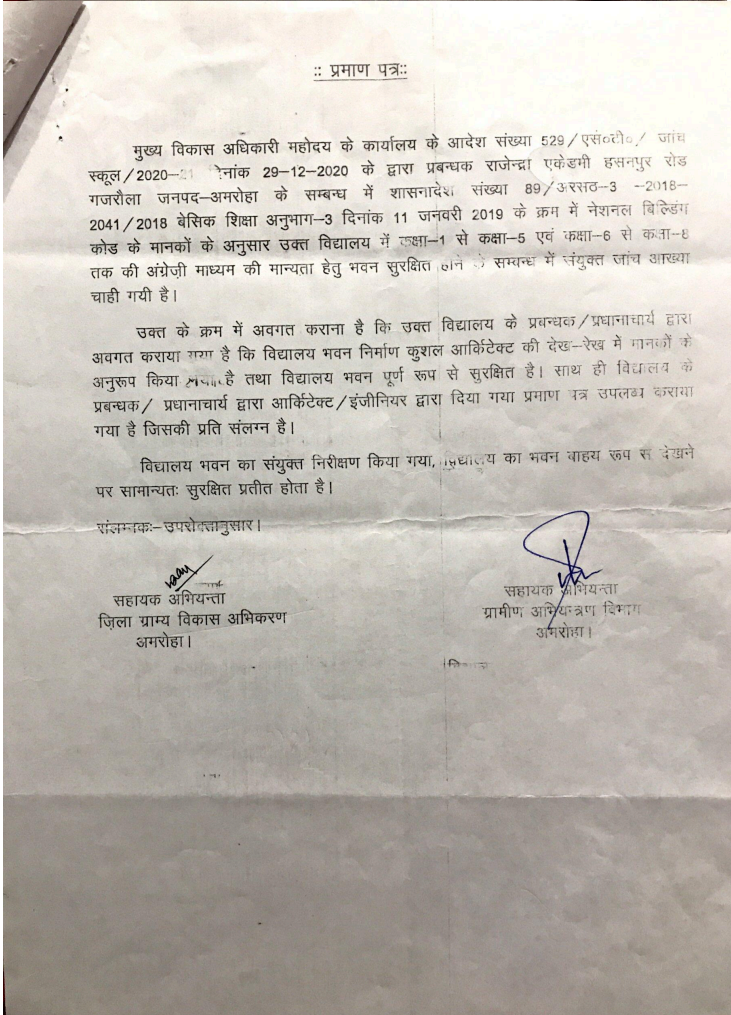 :: प्रमाण पत्र::
मुख्य विकास अधिकारी महोदय के कार्यालय के आदेश संख्या 529/एसं०टी०/ जांच
स्कूल/2020-21 दिनांक 29-12-2020 के द्वारा प्रबन्धक राजेन्द्रा एकेडमी हसनपुर रोड
गजरौला जनपद-अमरोहा के सम्बन्ध में शासनादेश संख्या 89/अरसठ-3 -2018-
2041/2018 बेसिक शिक्षा अनुभाग-3 दिनांक 11 जनवरी 2019 के क्रम में नेशनल बिल्डिंग
कोड के मानकों के अनुसार उक्त विद्यालय में कक्षा-1 से कक्षा-5 एवं कक्षा-6 से कक्षा-8
तक की अंग्रेज़ी माध्यम की मान्यता हेतु भवन सुरक्षित होने के सम्बन्ध में संयुक्त जांच आख्या
चाही गयी है।
उक्त के क्रम में अवगत कराना है कि उक्त विद्यालय के प्रबन्धक/प्रधानाचार्य द्वारा
अवगत कराया गया है कि विद्यालय भवन निर्माण कुशल आर्किटेक्ट की देख-रेख में मानकों के
अनुरूप किया गया है तथा विद्यालय भवन पूर्ण रूप से सुरक्षित है। साथ ही विद्यालय के
प्रबन्धक/ प्रधानाचार्य द्वारा आर्किटेक्ट/इंजीनियर द्वारा दिया गया प्रमाण पत्र उपलब्ध कराया
गया है जिसकी प्रति संलग्न है।
विद्यालय भवन का संयुक्त निरीक्षण किया गया, विद्यालय का भवन बाहय रूप से देखने
पर सामान्यतः सुरक्षित प्रतीत होता है।
संलग्नकः-उपरोक्तानुसार।
सहायक अभियन्ता
जिला ग्राम्य विकास अभिकरण
अमरोहा।
सहायक अभियन्ता
ग्रामीण अभियन्त्रण विभाग
अमरोहा।